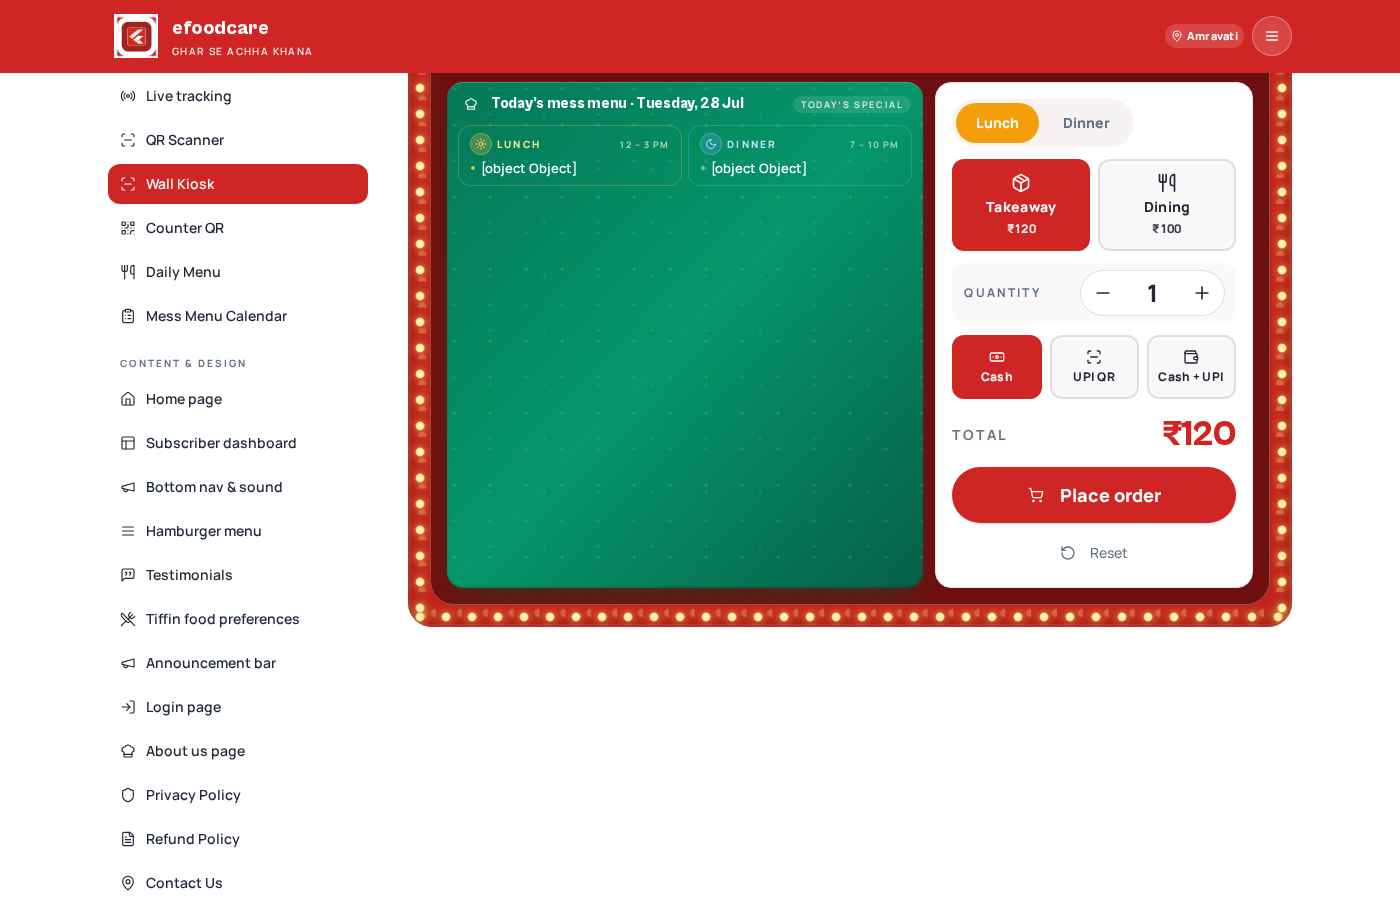 efoodcare
GHAR SE ACHHA KHANA
Amravati
Live tracking
QR Scanner
Wall Kiosk
Counter QR
Daily Menu
Mess Menu Calendar
CONTENT & DESIGN
Home page
Subscriber dashboard
Bottom nav & sound
Hamburger menu
Testimonials
Tiffin food preferences
Announcement bar
Login page
About us page
Privacy Policy
Refund Policy
Contact Us
Today's mess menu · Tuesday, 28 Jul
TODAY'S SPECIAL
LUNCH 12 – 3 PM
• [object Object]
DINNER 7 – 10 PM
• [object Object]
Lunch Dinner
Takeaway
₹120
Dining
₹100
QUANTITY 1
Cash
UPI QR
Cash + UPI
TOTAL ₹120
Place order
Reset